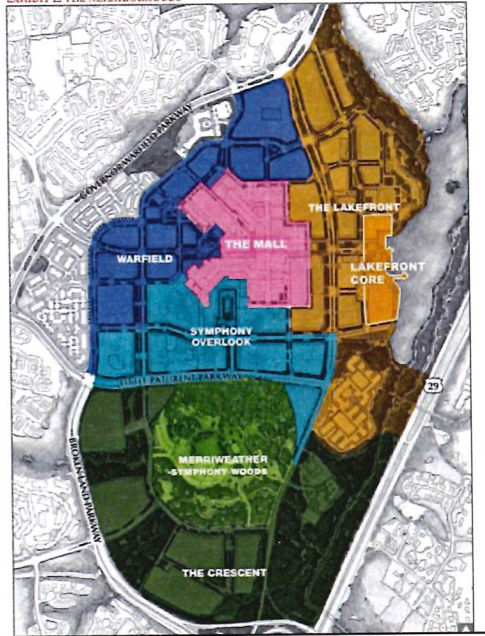 GOVERNOR WARFIELD PARKWAY
THE LAKEFRONT
THE MALL
WARFIELD
LAKEFRONT
CORE
SYMPHONY
OVERLOOK
LITTLE PATUXENT PARKWAY
29
MERRIWEATHER
-SYMPHONY WOODS
BROKEN LAND PARKWAY
THE CRESCENT